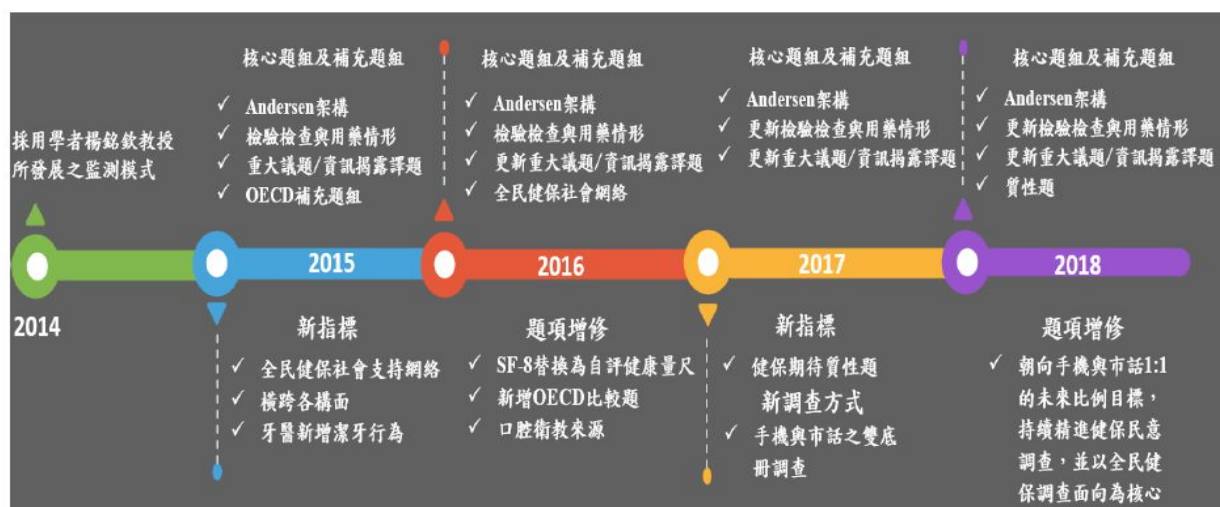 採用學者楊銘欽教授
所發展之監測模式
2014
核心題組及補充題組
✓ Andersen架構
✓ 檢驗檢查與用藥情形
✓ 重大議題/資訊揭露譯題
✓ OECD補充題組
2015
新指標
✓ 全民健保社會支持網絡
✓ 橫跨各構面
✓ 牙醫新增潔牙行為
核心題組及補充題組
✓ Andersen架構
✓ 檢驗檢查與用藥情形
✓ 更新重大議題/資訊揭露譯題
✓ 全民健保社會網絡
2016
題項增修
✓ SF-8替換為自評健康量尺
✓ 新增OECD比較題
✓ 口腔衛教來源
核心題組及補充題組
✓ Andersen架構
✓ 更新檢驗檢查與用藥情形
✓ 更新重大議題/資訊揭露譯題
2017
新指標
✓ 健保期待質性題
新調查方式
✓ 手機與市話之雙底
冊調查
核心題組及補充題組
✓ Andersen架構
✓ 更新檢驗檢查與用藥情形
✓ 更新重大議題/資訊揭露譯題
✓ 質性題
2018
題項增修
✓ 朝向手機與市話1:1
的未來比例目標，
持續精進健保民意
調查，並以全民健
保調查面向為核心